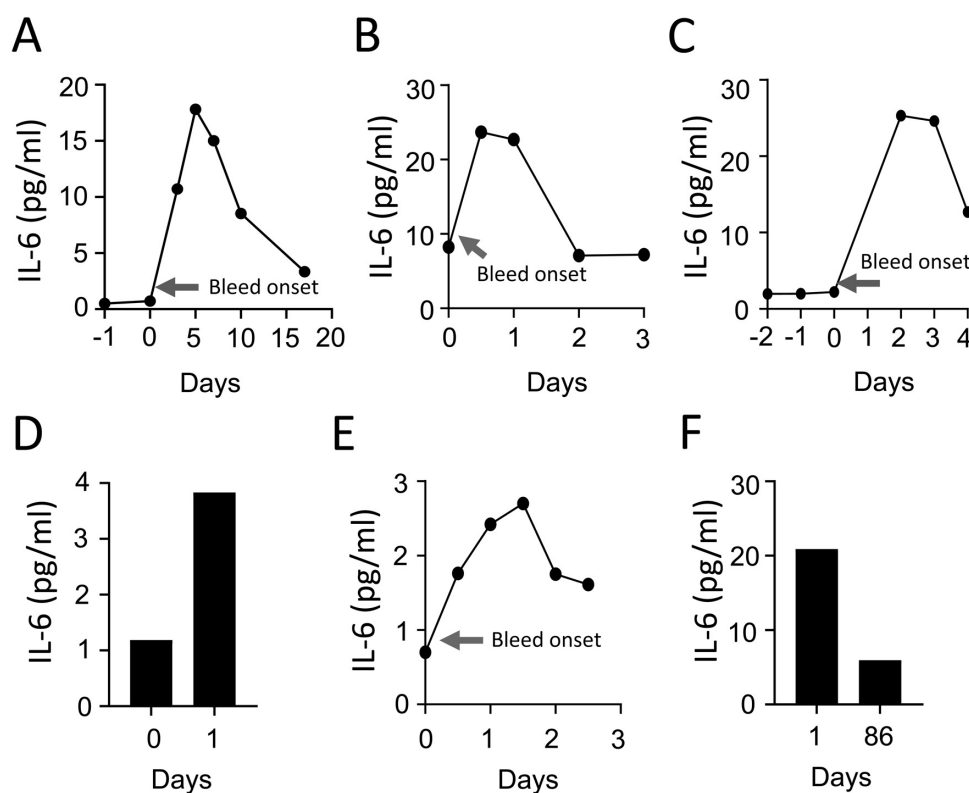 A
IL-6 (pg/ml)
20
15
10
5
0
Bleed onset
-1 0 5 10 15 20
Days
B
IL-6 (pg/ml)
30
20
10
0
Bleed onset
0 1 2 3
Days
C
IL-6 (pg/ml)
30
20
10
0
Bleed onset
-2 -1 0 2 3 4
Days
D
IL-6 (pg/ml)
4
3
2
1
0
0 1
Days
E
IL-6 (pg/ml)
3
2
1
0
Bleed onset
0 1 2 3
Days
F
IL-6 (pg/ml)
30
20
10
0
1 86
Days